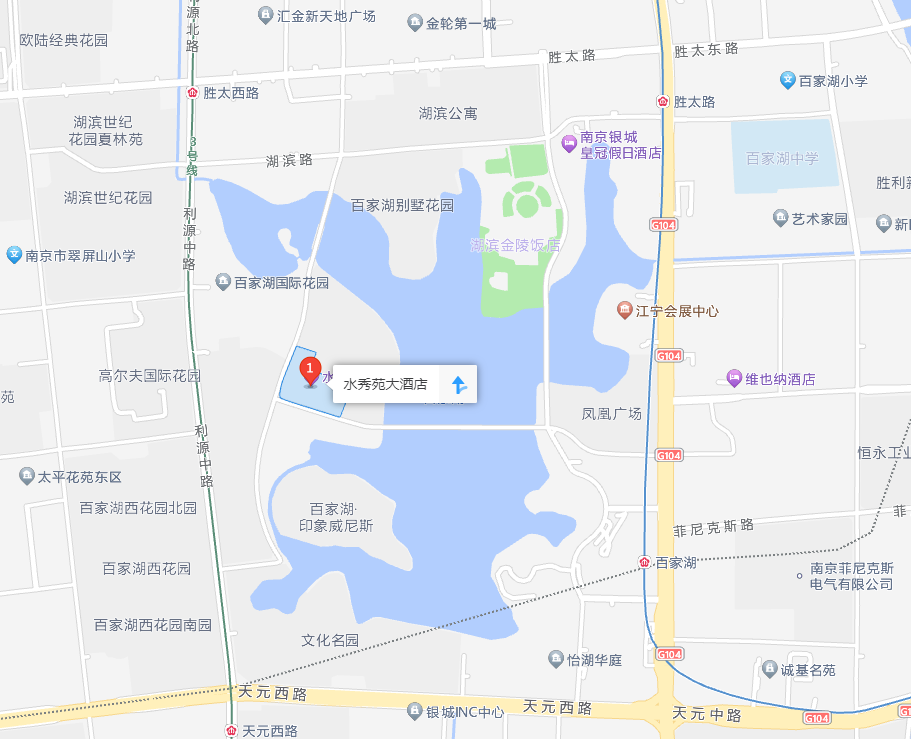 利源北路
汇金新天地广场
金轮第一城
欧陆经典花园
胜太路
胜太东路
百家湖小学
胜太西路
胜太路
湖滨公寓
湖滨世纪
花园夏林苑
3号线
南京银城
皇冠假日酒店
百家湖中学
湖滨路
胜利新
湖滨世纪花园
百家湖别墅花园
利源中路
艺术家园
G104
湖滨金陵饭店
南京市翠屏山小学
百家湖国际花园
江宁会展中心
G104
1
水
水秀苑大酒店
高尔夫国际花园
维也纳酒店
苑
凤凰广场
利源中路
G104
恒永工业
太平花苑东区
百家湖西花园北园
百家湖·
印象威尼斯
菲
菲尼克斯路
百家湖
百家湖西花园
南京菲尼克斯
电气有限公司
百家湖西花园南园
文化名园
怡湖华庭
G104
诚基名苑
天元西路
银城INC中心
天元西路
天元中路
G104
天元西路